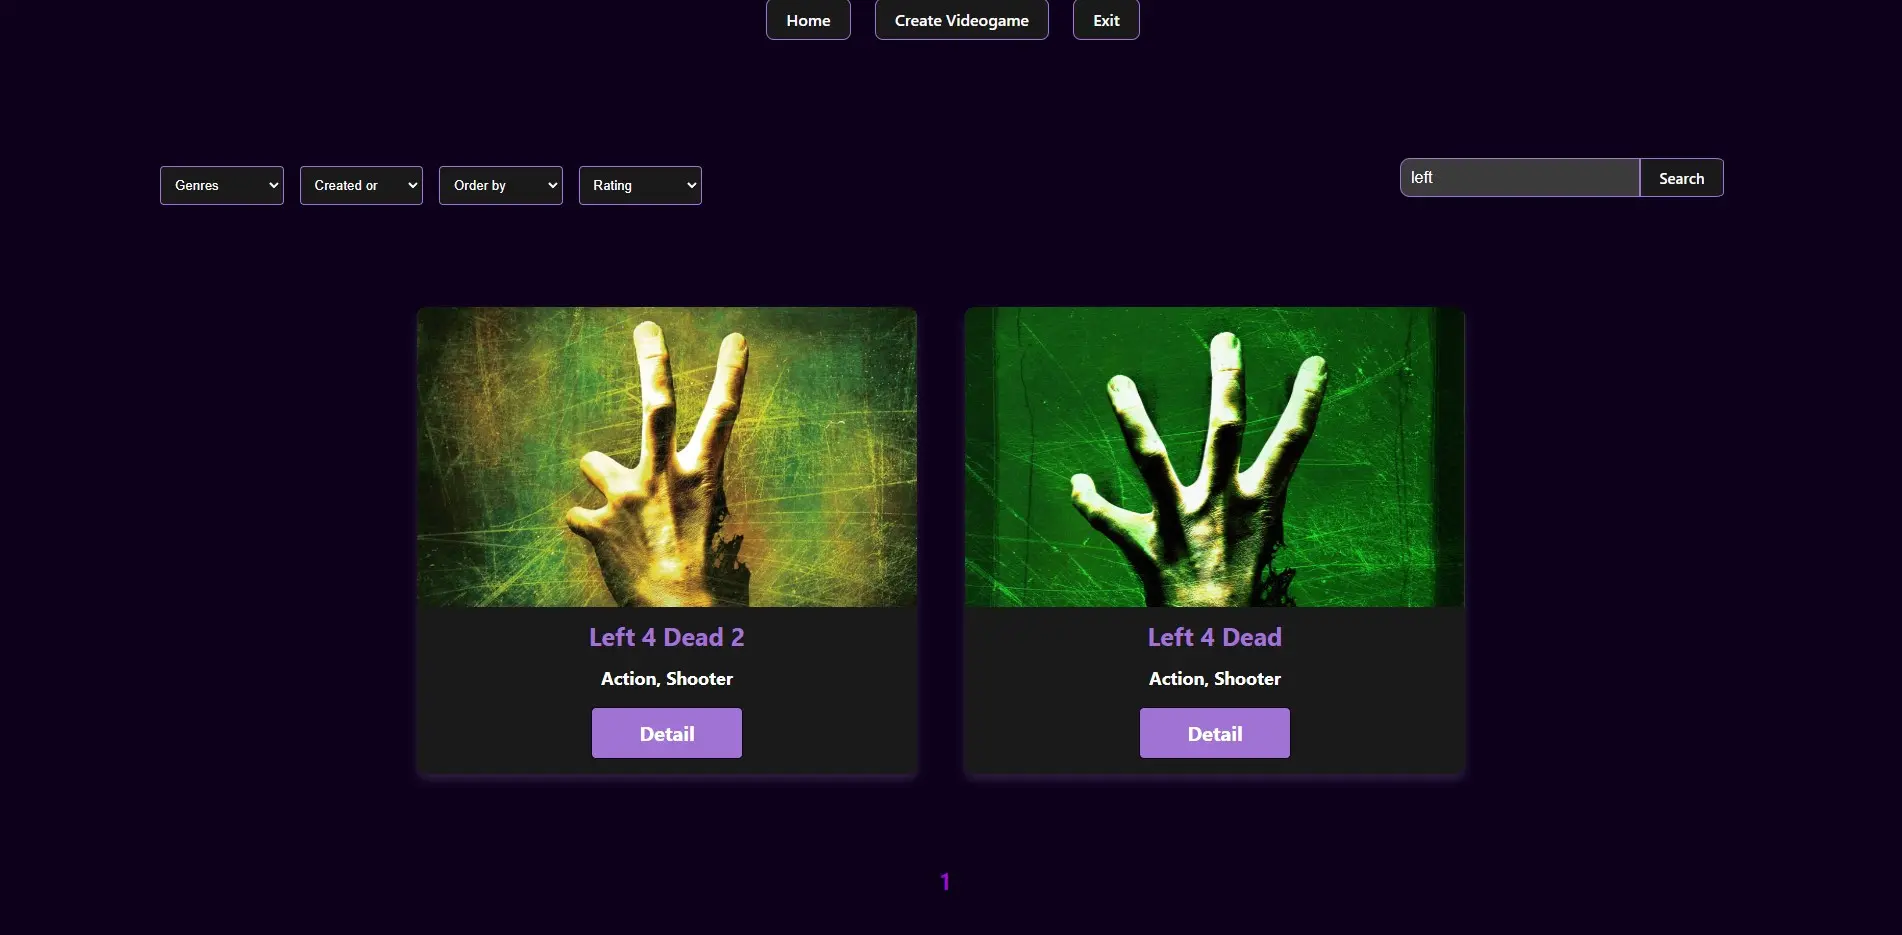 Home
Create Videogame
Exit
Genres
Created or
Order by
Rating
left
Search
Left 4 Dead 2
Action, Shooter
Detail
Left 4 Dead
Action, Shooter
Detail
1